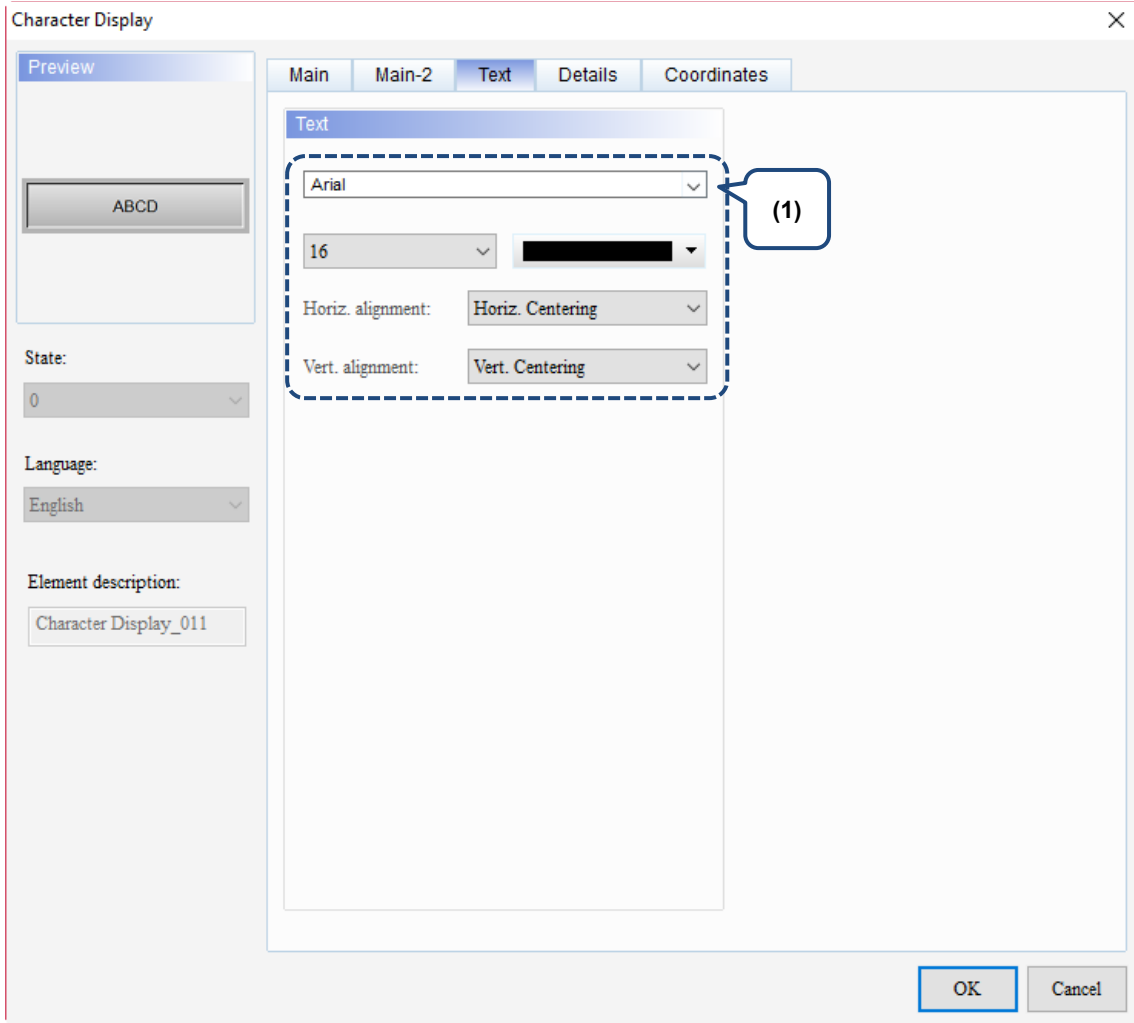 Character Display
Preview
ABCD
State:
0
Language:
English
Element description:
Character Display_011
Main Main-2 Text Details Coordinates
Text
Arial
(1)
16
Horiz. alignment: Horiz. Centering
Vert. alignment: Vert. Centering
OK Cancel